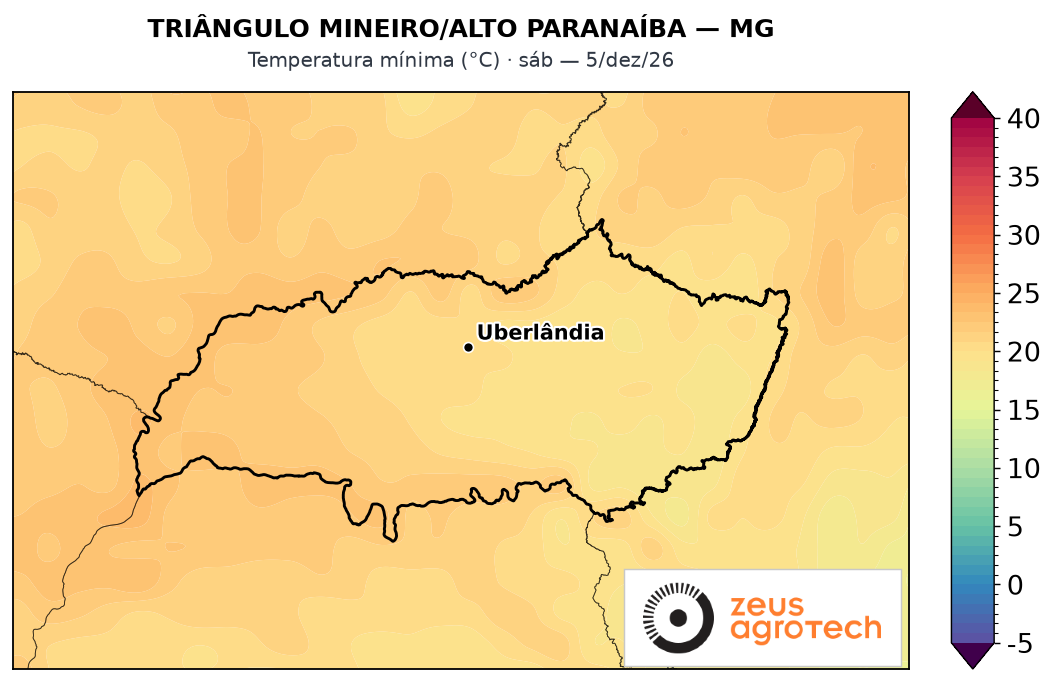 TRIÂNGULO MINEIRO/ALTO PARANAÍBA — MG
Temperatura mínima (°C) · sáb — 5/dez/26
Uberlândia
40
35
30
25
20
15
10
5
0
-5
zeus
agrotech